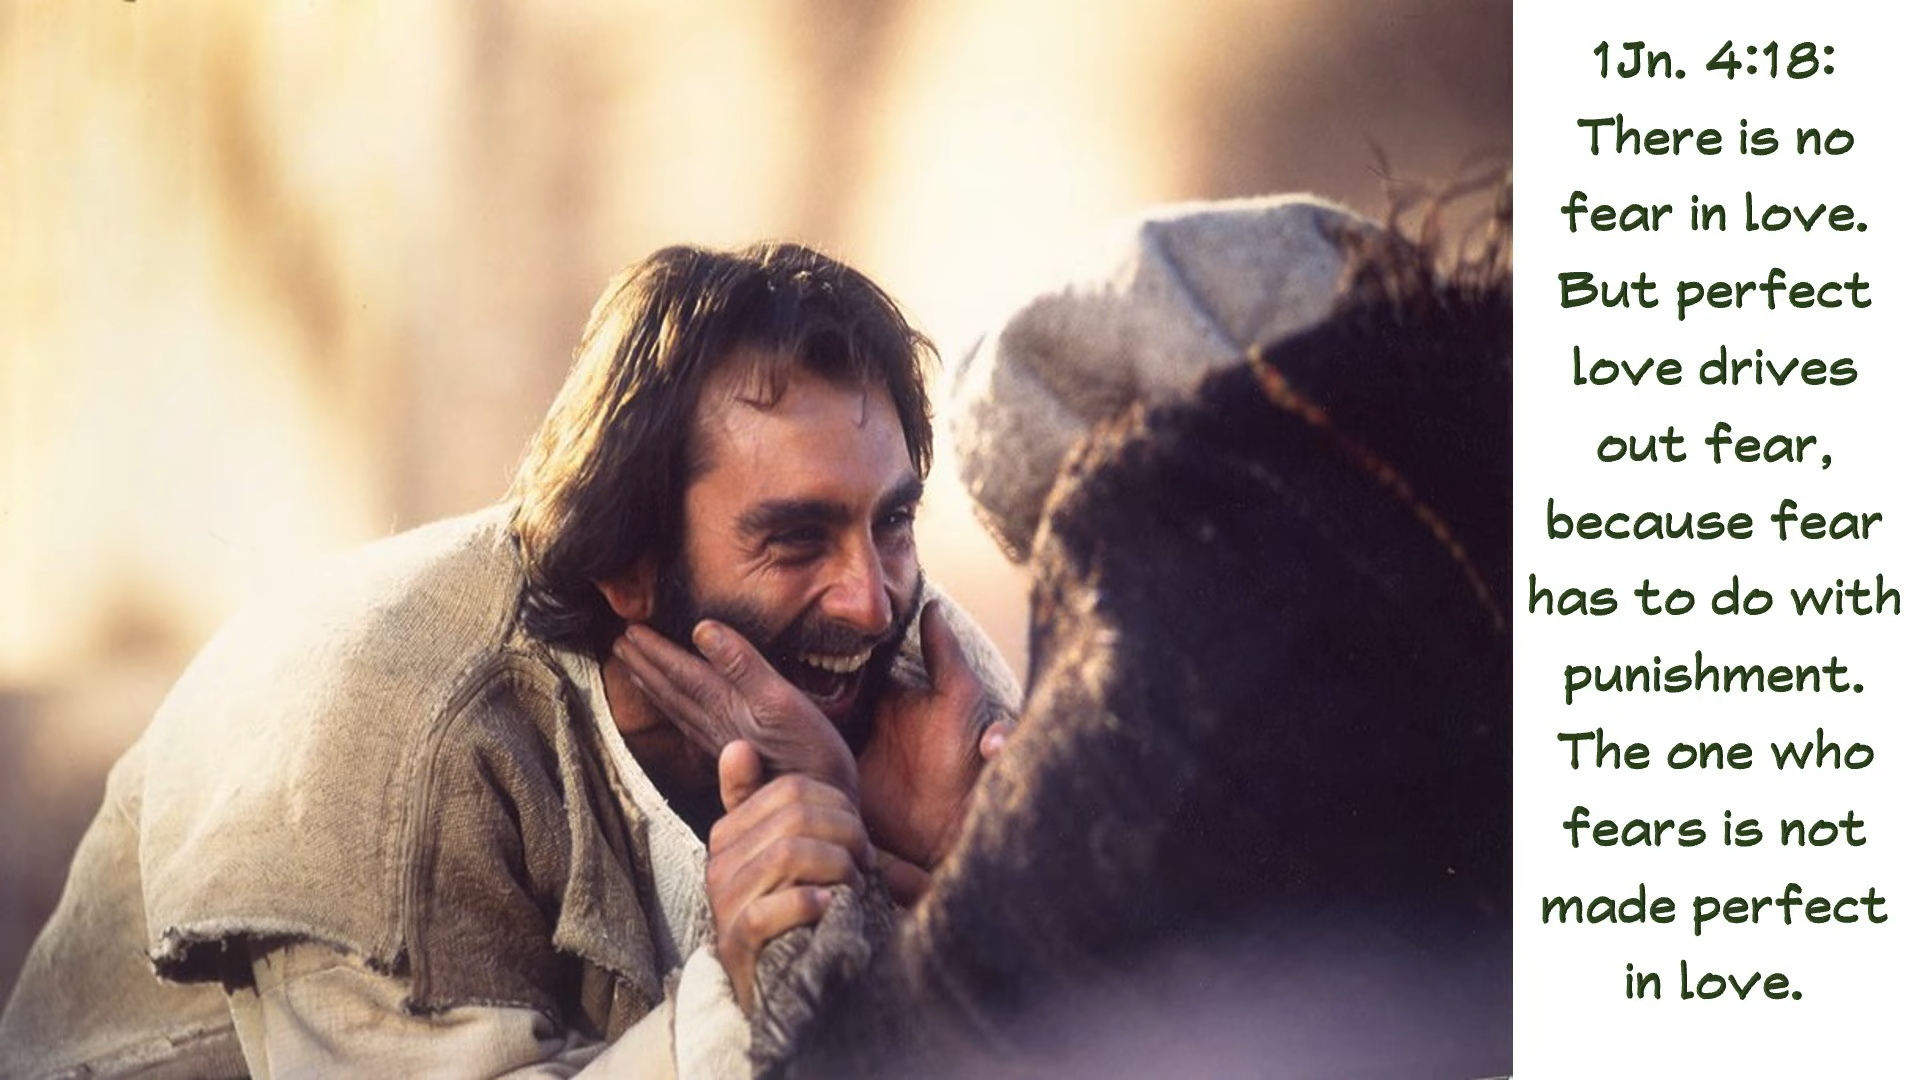 1Jn. 4:18:
There is no
fear in love.
But perfect
love drives
out fear,
because fear
has to do with
punishment.
The one who
fears is not
made perfect
in love.